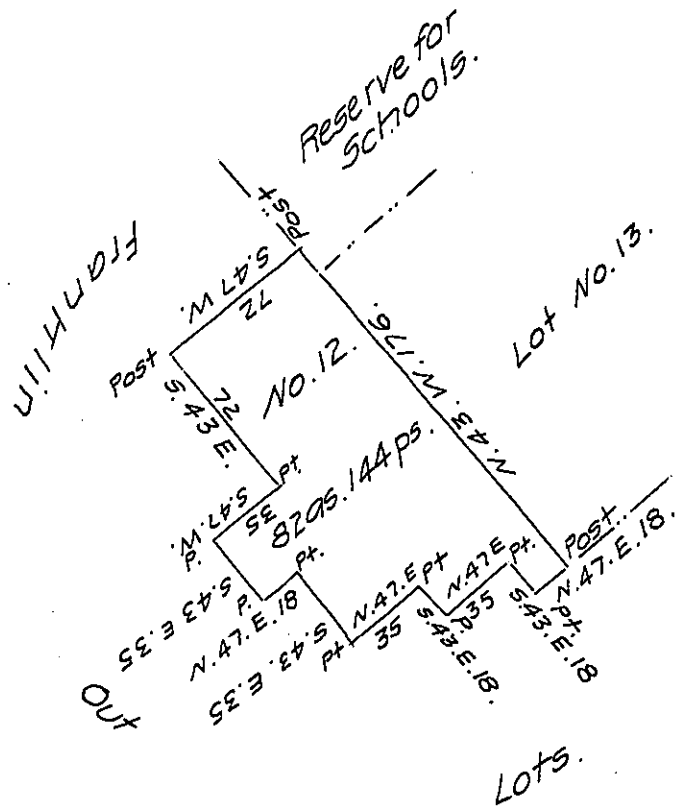 Reserve for
Schools.
Post
S.47 W.
72
Franklin
Post
S.43 E.
72
No.12.
N.43.W.176.
Lot No.13.
82as.144ps.
pt.
S.47.W.
35
p.
S.43 E.35
p.
N.47.E.18
pt.
S.43.E.35
pt
N.47.E
35
pt
S.43.E.18.
p.
N.47E
35
pt.
S.43.E.18
pt.
N.47.E.18.
Post
Out
Lots.